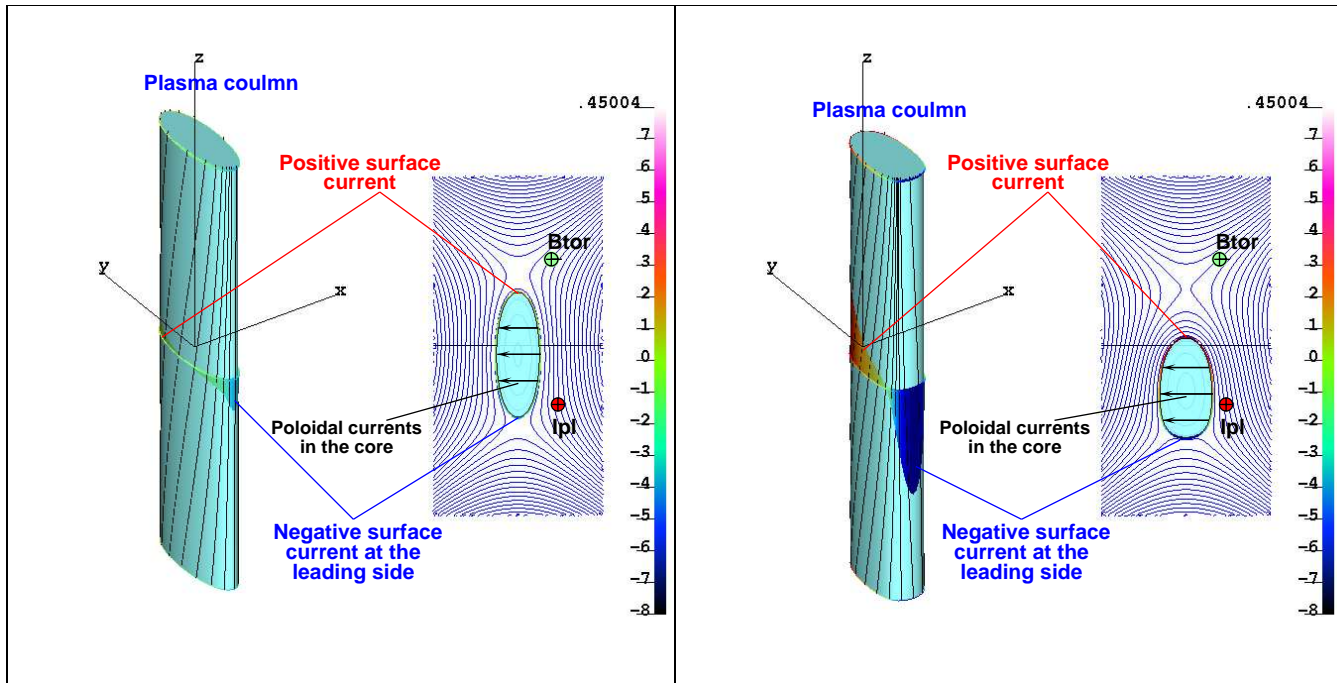 z
Plasma coulmn
.45004
7
6
5
4
3
2
1
0
-1
-2
-3
-4
-5
-6
-7
-8
Positive surface
current
Btor
y
x
Ipl
Poloidal currents
in the core
Negative surface
current at the
leading side
z
Plasma coulmn
.45004
7
6
5
4
3
2
1
0
-1
-2
-3
-4
-5
-6
-7
-8
Positive surface
current
Btor
y
x
Ipl
Poloidal currents
in the core
Negative surface
current at the
leading side